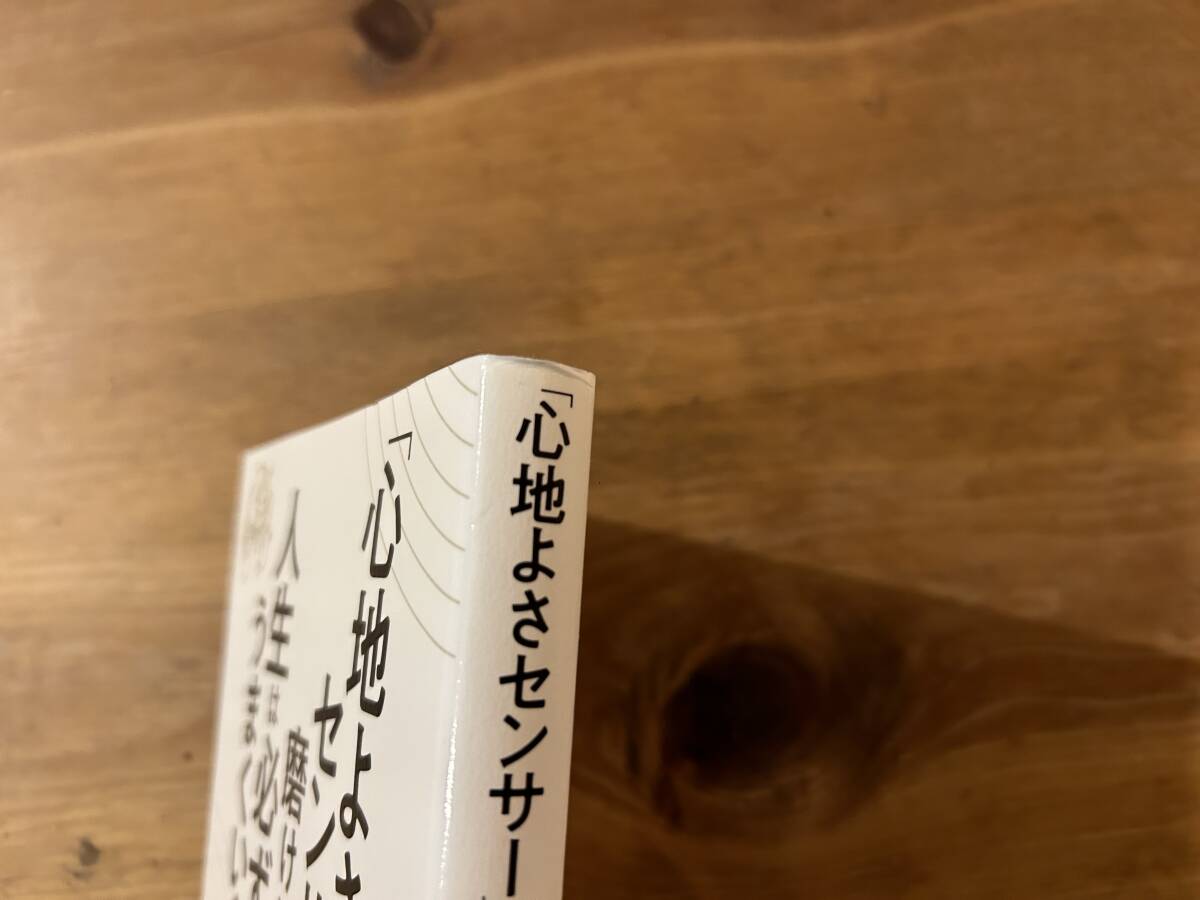 「心地よさセンサー
「心地よ
セン
磨け
人生は必ず
うまくい